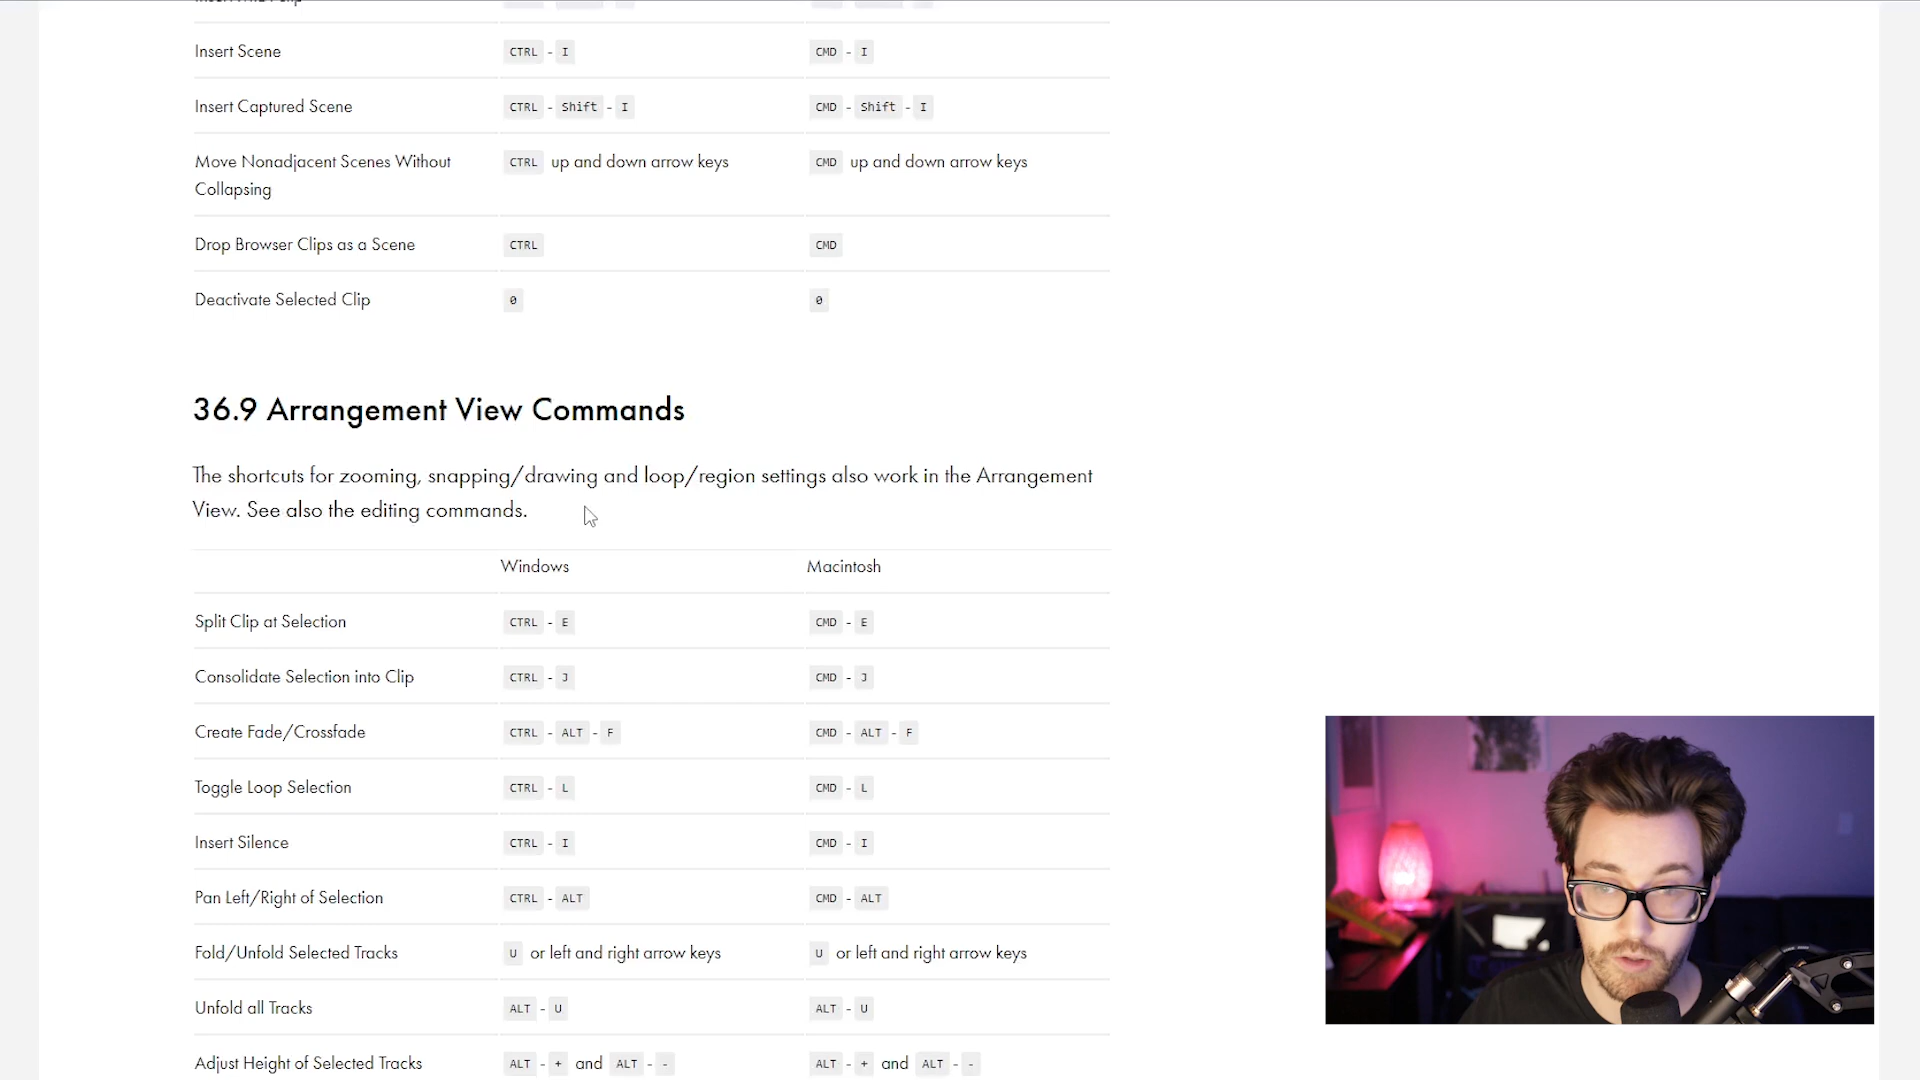 Insert Scene CTRL - I CMD - I
Insert Captured Scene CTRL - Shift - I CMD - Shift - I
Move Nonadjacent Scenes Without CTRL up and down arrow keys CMD up and down arrow keys
Collapsing
Drop Browser Clips as a Scene CTRL CMD
Deactivate Selected Clip 0 0
36.9 Arrangement View Commands
The shortcuts for zooming, snapping/drawing and loop/region settings also work in the Arrangement
View. See also the editing commands.
Windows Macintosh
Split Clip at Selection CTRL - E CMD - E
Consolidate Selection into Clip CTRL - J CMD - J
Create Fade/Crossfade CTRL - ALT - F CMD - ALT - F
Toggle Loop Selection CTRL - L CMD - L
Insert Silence CTRL - I CMD - I
Pan Left/Right of Selection CTRL - ALT CMD - ALT
Fold/Unfold Selected Tracks U or left and right arrow keys U or left and right arrow keys
Unfold all Tracks ALT - U ALT - U
Adjust Height of Selected Tracks ALT - + and ALT - - ALT - + and ALT - -